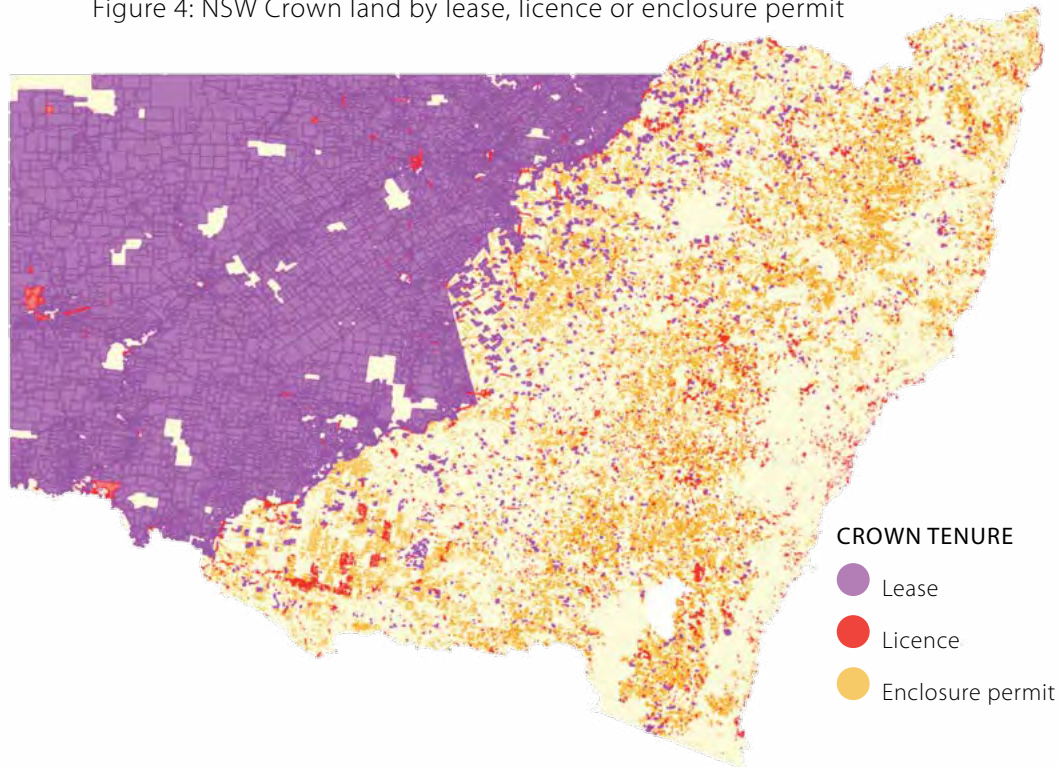 Figure 4: NSW Crown land by lease, licence or enclosure permit
CROWN TENURE
Lease
Licence
Enclosure permit